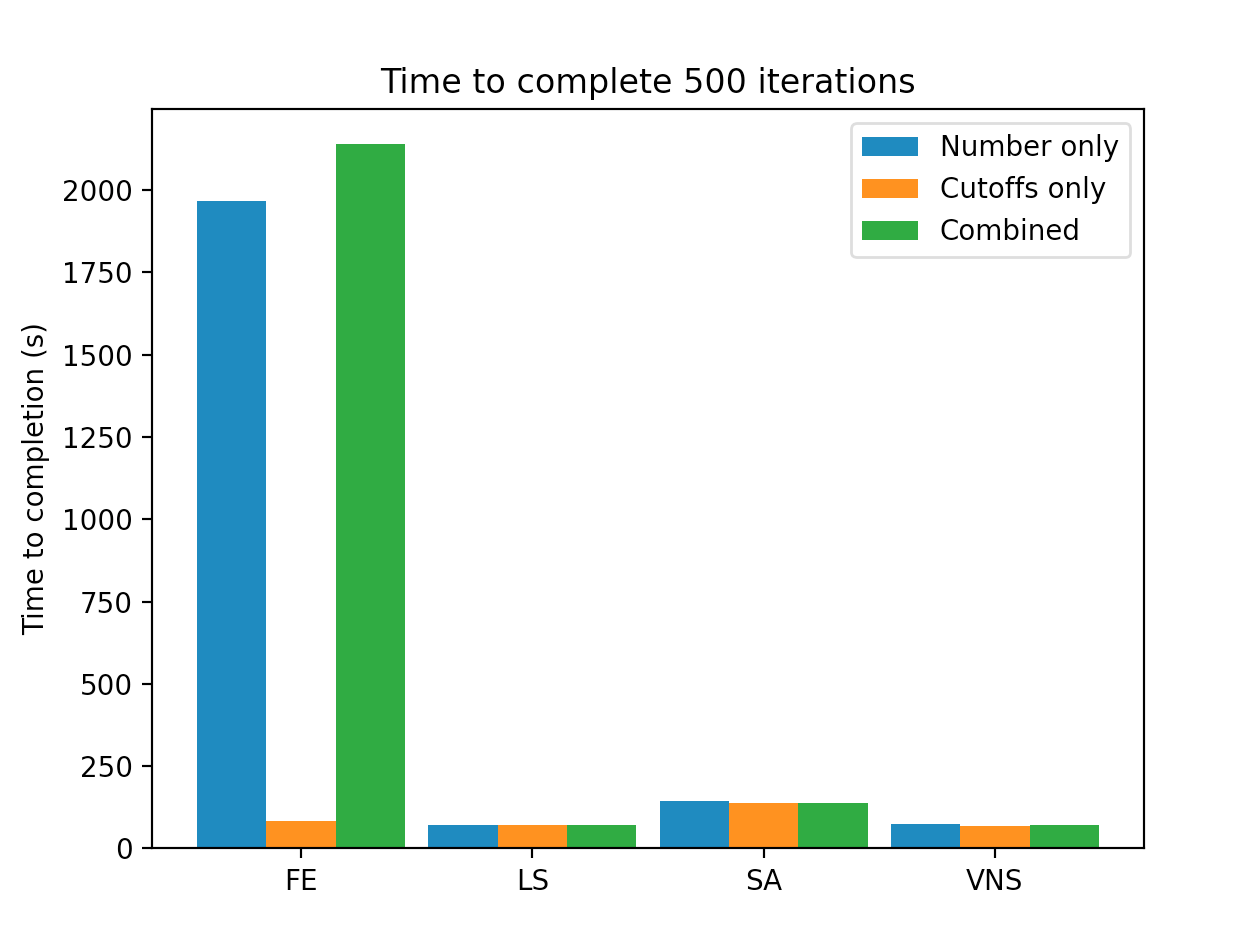 Time to complete 500 iterations
Number only
Cutoffs only
Combined
Time to completion (s)
2000
1750
1500
1250
1000
750
500
250
0
FE
LS
SA
VNS